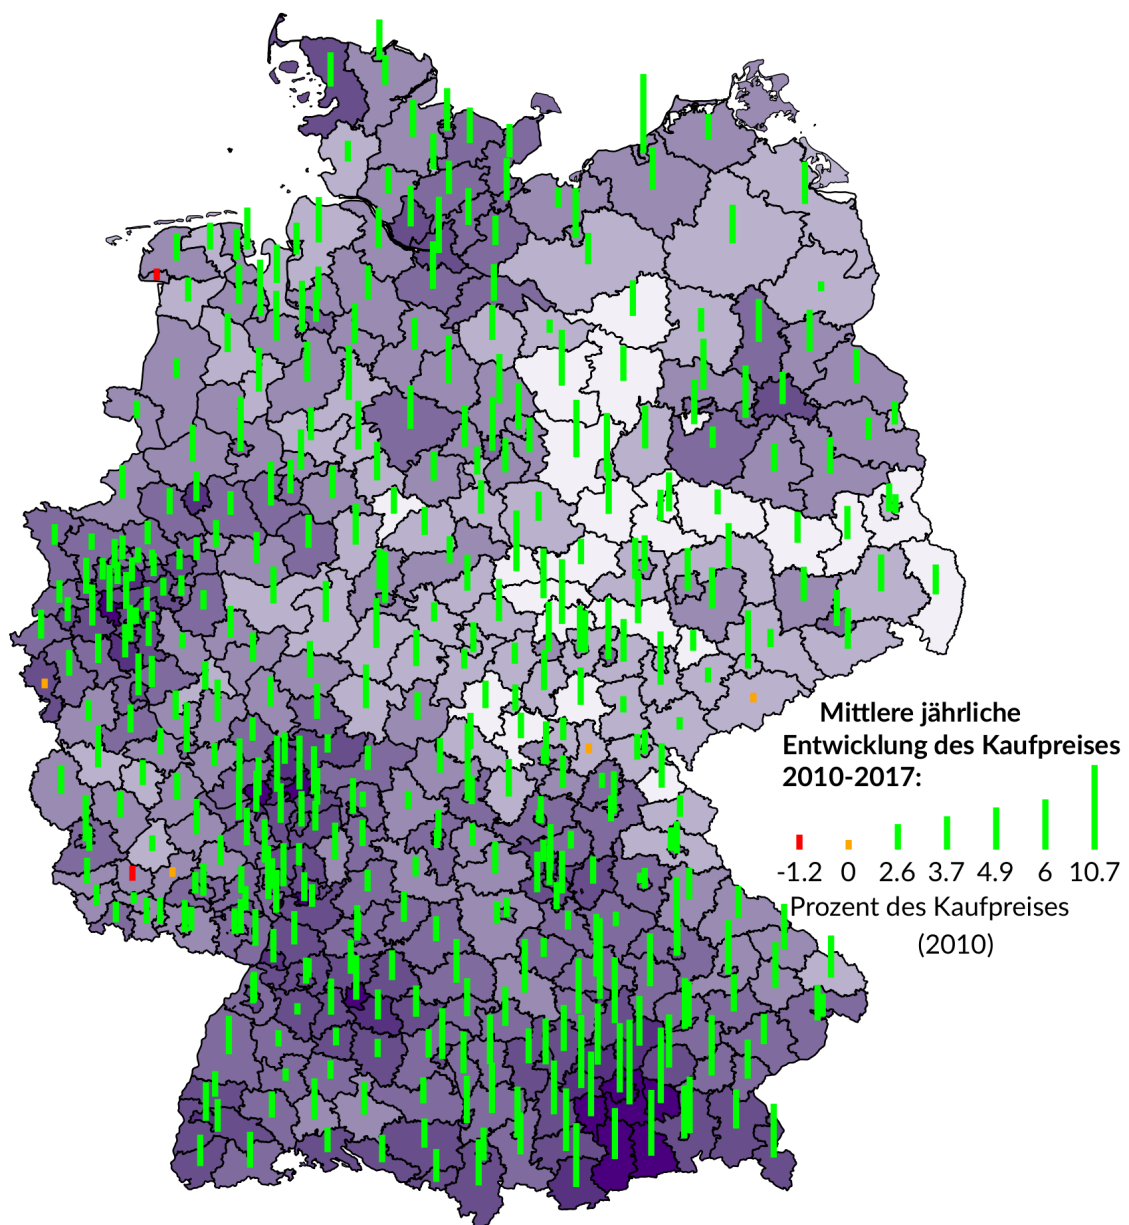 Mittlere jährliche
Entwicklung des Kaufpreises
2010-2017:
-1.2 0 2.6 3.7 4.9 6 10.7
Prozent des Kaufpreises
(2010)